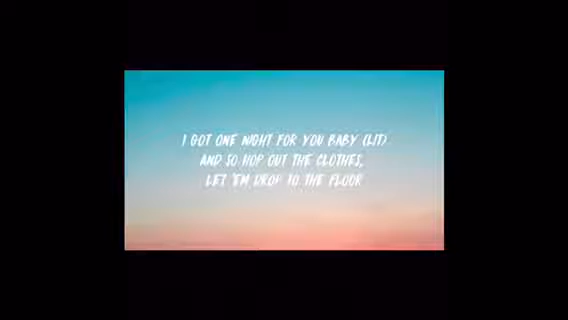 I GOT ONE NIGHT FOR YOU BABY (LIT)
AND SO HOP OUT THE CLOTHES,
LET 'EM DROP TO THE FLOOR